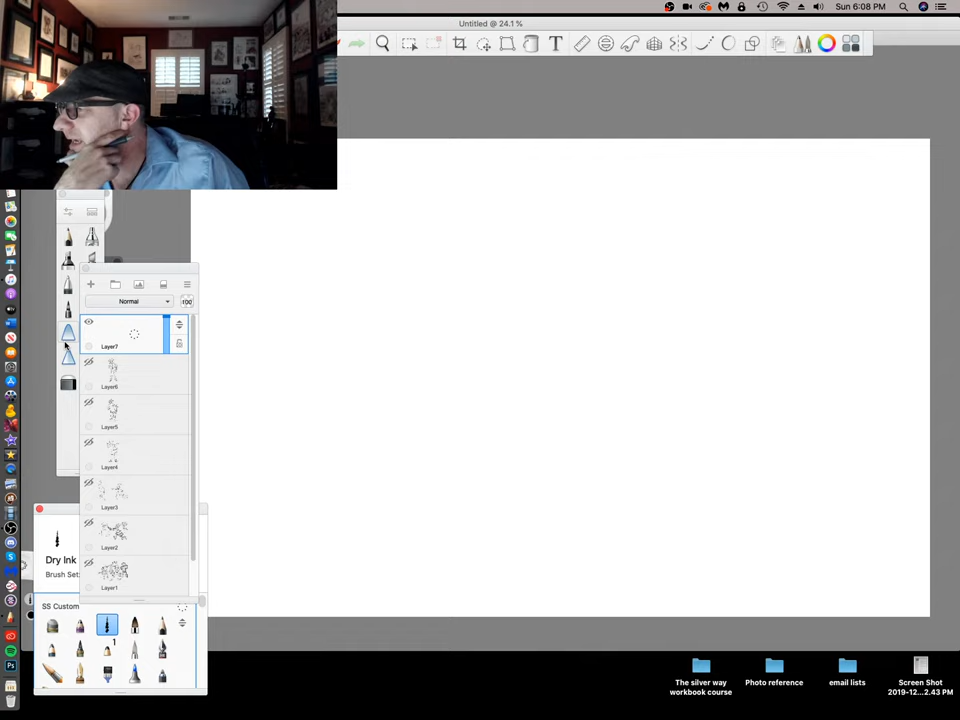 Sun 6:08 PM
Untitled @ 24.1 %
T
Normal
100
Layer7
Layer6
Layer5
Layer4
Layer3
Layer2
Layer1
Dry Ink
Brush Set:
SS Custom
1
The silver way
workbook course
Photo reference
email lists
Screen Shot
2019-12...2.43 PM